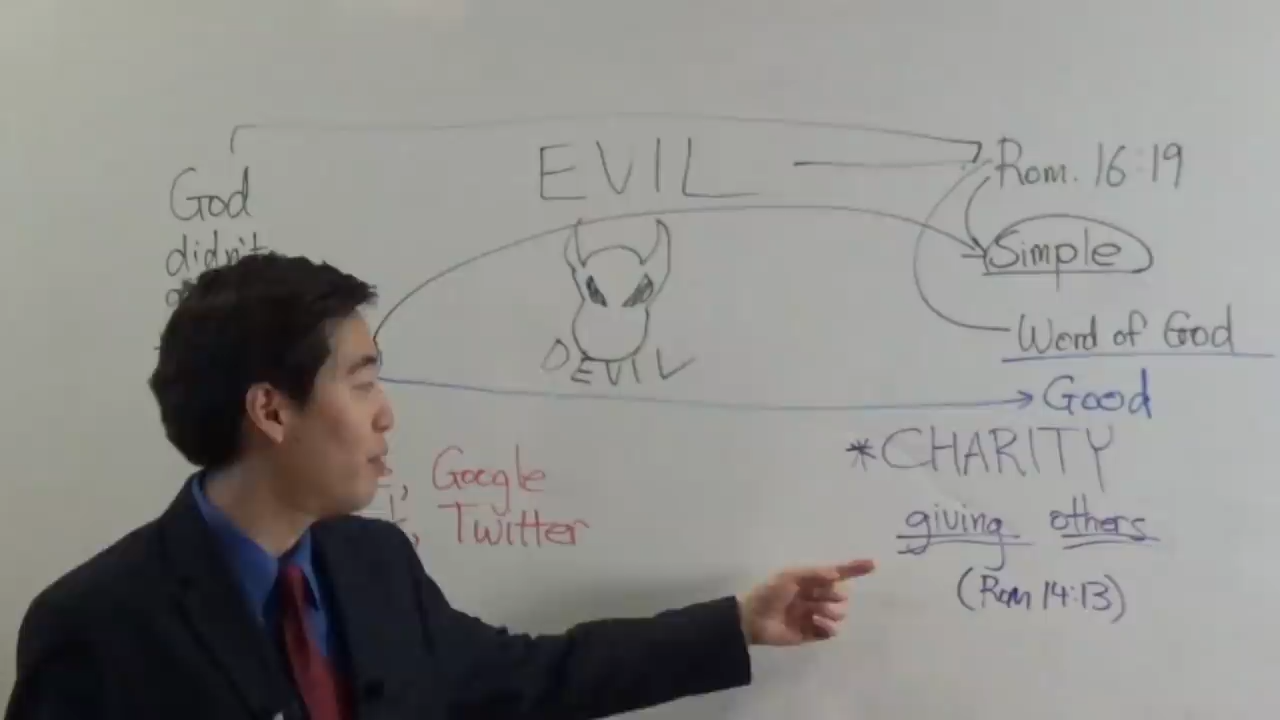 God
didn't
EVIL
DEVIL
Rom. 16:19
Simple
Word of God
Good
*CHARITY
giving others
(Rom 14:13)
, Google
, Twitter